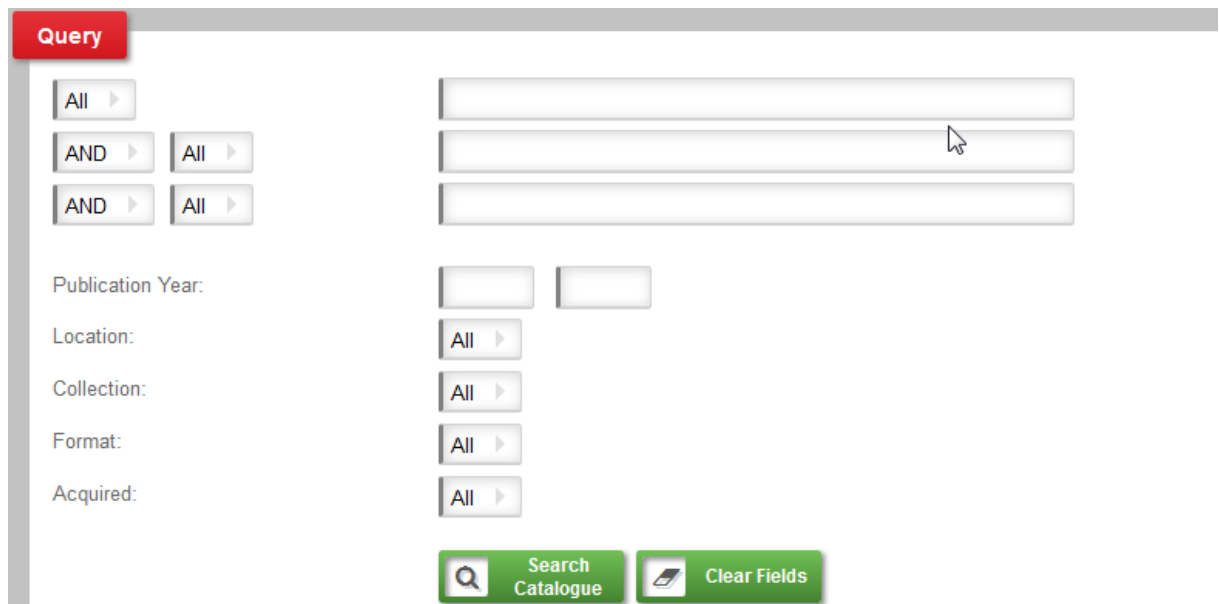 Query
All
AND All
AND All
Publication Year:
Location: All
Collection: All
Format: All
Acquired: All
Search
Catalogue
Clear Fields